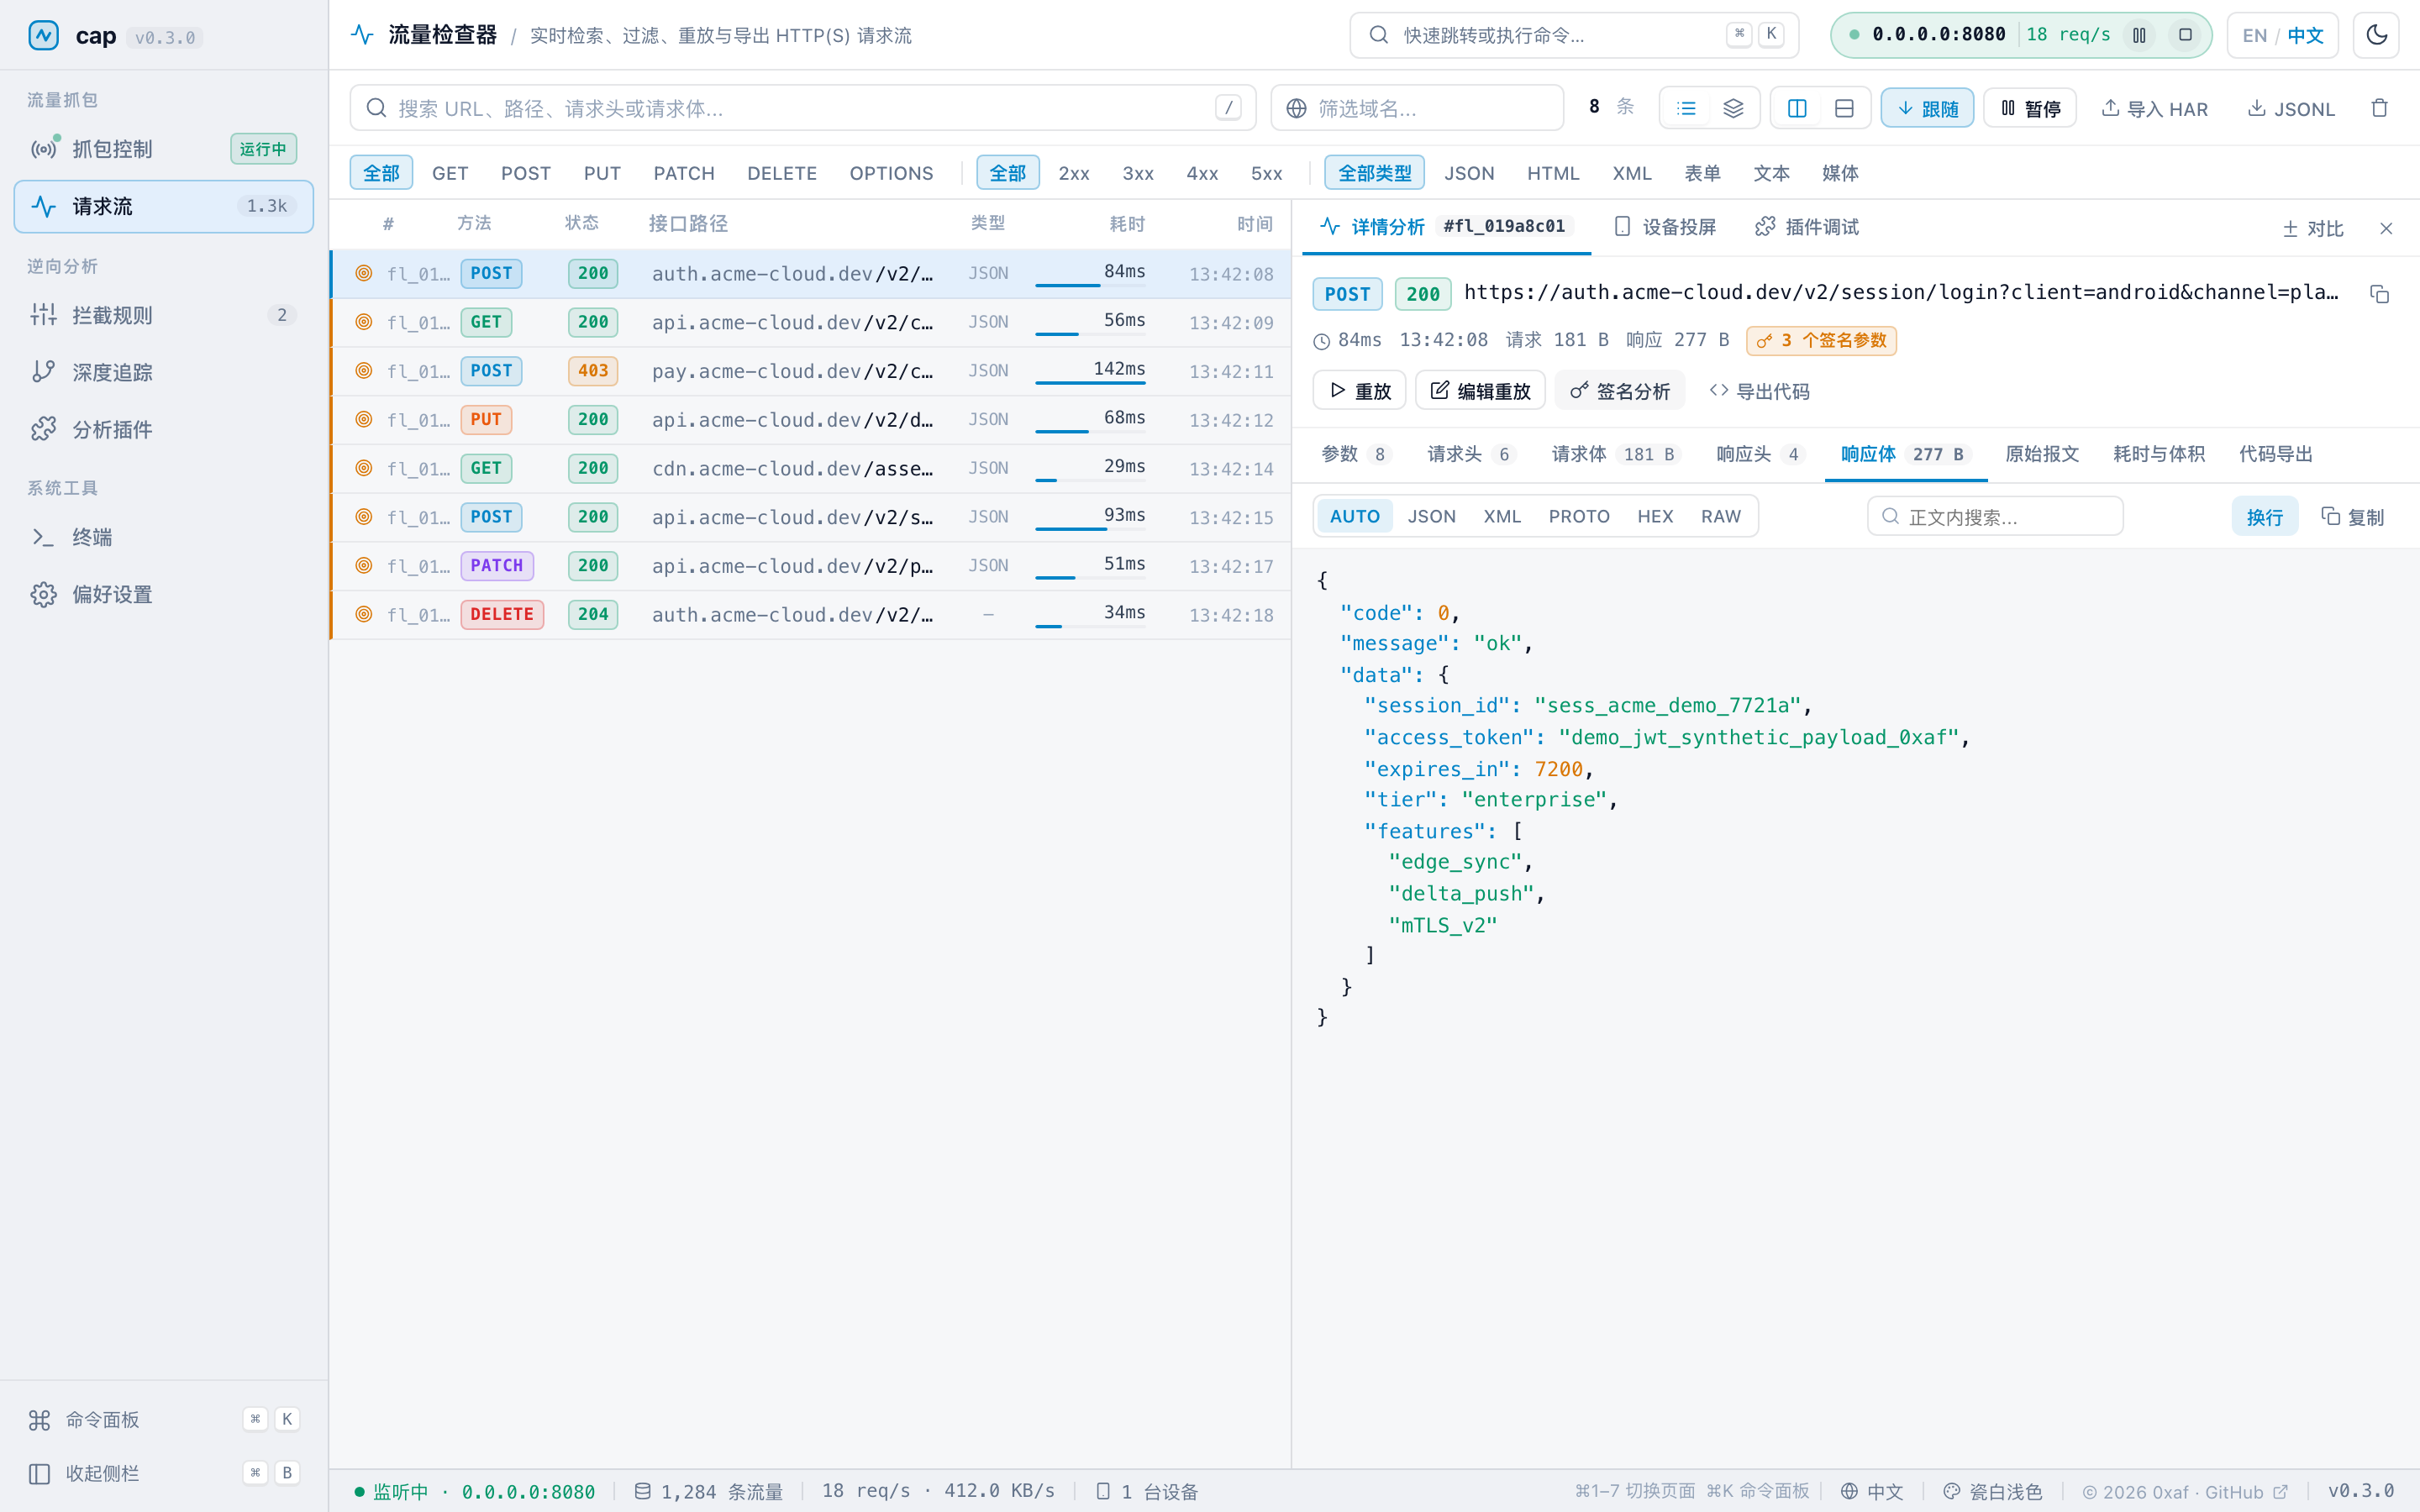 cap v0.3.0
流量抓包
抓包控制 运行中
请求流 1.3k
逆向分析
拦截规则 2
深度追踪
分析插件
系统工具
终端
偏好设置
命令面板 ⌘ K
收起侧栏 ⌘ B
流量检查器 / 实时检索、过滤、重放与导出 HTTP(S) 请求流
快速跳转或执行命令... ⌘ K
0.0.0.0:8080 18 req/s
EN / 中文
搜索 URL、路径、请求头或请求体... /
筛选域名...
8 条
跟随 暂停 导入 HAR JSONL
全部 GET POST PUT PATCH DELETE OPTIONS 全部 2xx 3xx 4xx 5xx 全部类型 JSON HTML XML 表单 文本 媒体
# 方法 状态 接口路径 类型 耗时 时间
fl_01… POST 200 auth.acme-cloud.dev/v2/… JSON 84ms 13:42:08
fl_01… GET 200 api.acme-cloud.dev/v2/c… JSON 56ms 13:42:09
fl_01… POST 403 pay.acme-cloud.dev/v2/c… JSON 142ms 13:42:11
fl_01… PUT 200 api.acme-cloud.dev/v2/d… JSON 68ms 13:42:12
fl_01… GET 200 cdn.acme-cloud.dev/asse… JSON 29ms 13:42:14
fl_01… POST 200 api.acme-cloud.dev/v2/s… JSON 93ms 13:42:15
fl_01… PATCH 200 api.acme-cloud.dev/v2/p… JSON 51ms 13:42:17
fl_01… DELETE 204 auth.acme-cloud.dev/v2/… — 34ms 13:42:18
详情分析 #fl_019a8c01 设备投屏 插件调试 对比
POST 200 https://auth.acme-cloud.dev/v2/session/login?client=android&channel=pla…
84ms 13:42:08 请求 181 B 响应 277 B 3 个签名参数
重放 编辑重放 签名分析 导出代码
参数 8 请求头 6 请求体 181 B 响应头 4 响应体 277 B 原始报文 耗时与体积 代码导出
AUTO JSON XML PROTO HEX RAW 正文内搜索... 换行 复制
{
"code": 0,
"message": "ok",
"data": {
"session_id": "sess_acme_demo_7721a",
"access_token": "demo_jwt_synthetic_payload_0xaf",
"expires_in": 7200,
"tier": "enterprise",
"features": [
"edge_sync",
"delta_push",
"mTLS_v2"
]
}
}
监听中 · 0.0.0.0:8080 1,284 条流量 18 req/s · 412.0 KB/s 1 台设备
⌘1–7 切换页面 ⌘K 命令面板 中文 瓷白浅色 © 2026 0xaf · GitHub v0.3.0